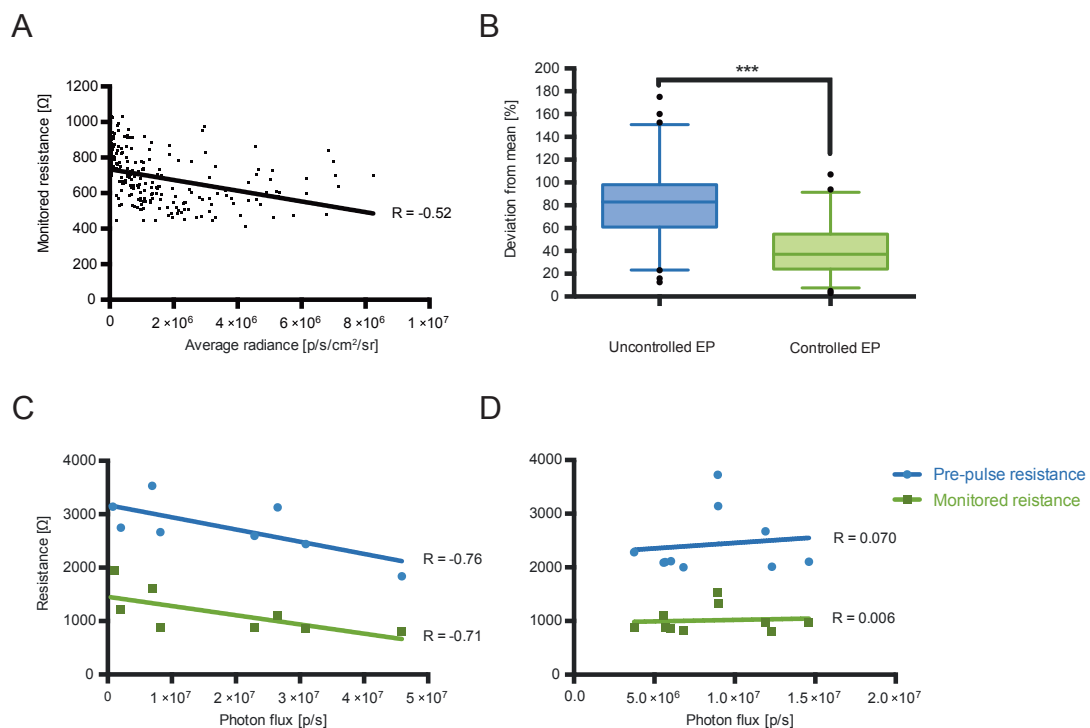 A
Monitored resistance [Ω]
1200
1000
800
600
400
200
0
R = -0.52
0 2×10⁶ 4×10⁶ 6×10⁶ 8×10⁶ 1×10⁷
Average radiance [p/s/cm²/sr]
B
Deviation from mean [%]
200
180
160
140
120
100
80
60
40
20
0
***
Uncontrolled EP Controlled EP
C
Resistance [Ω]
4000
3000
2000
1000
0
R = -0.76
R = -0.71
0 1×10⁷ 2×10⁷ 3×10⁷ 4×10⁷ 5×10⁷
Photon flux [p/s]
D
4000
3000
2000
1000
0
R = 0.070
R = 0.006
0.0 5.0×10⁶ 1.0×10⁷ 1.5×10⁷ 2.0×10⁷
Photon flux [p/s]
Pre-pulse resistance
Monitored reistance